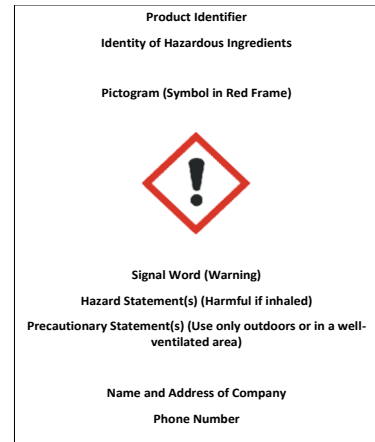 Product Identifier
Identity of Hazardous Ingredients
Pictogram (Symbol in Red Frame)
Signal Word (Warning)
Hazard Statement(s) (Harmful if inhaled)
Precautionary Statement(s) (Use only outdoors or in a well-
ventilated area)
Name and Address of Company
Phone Number